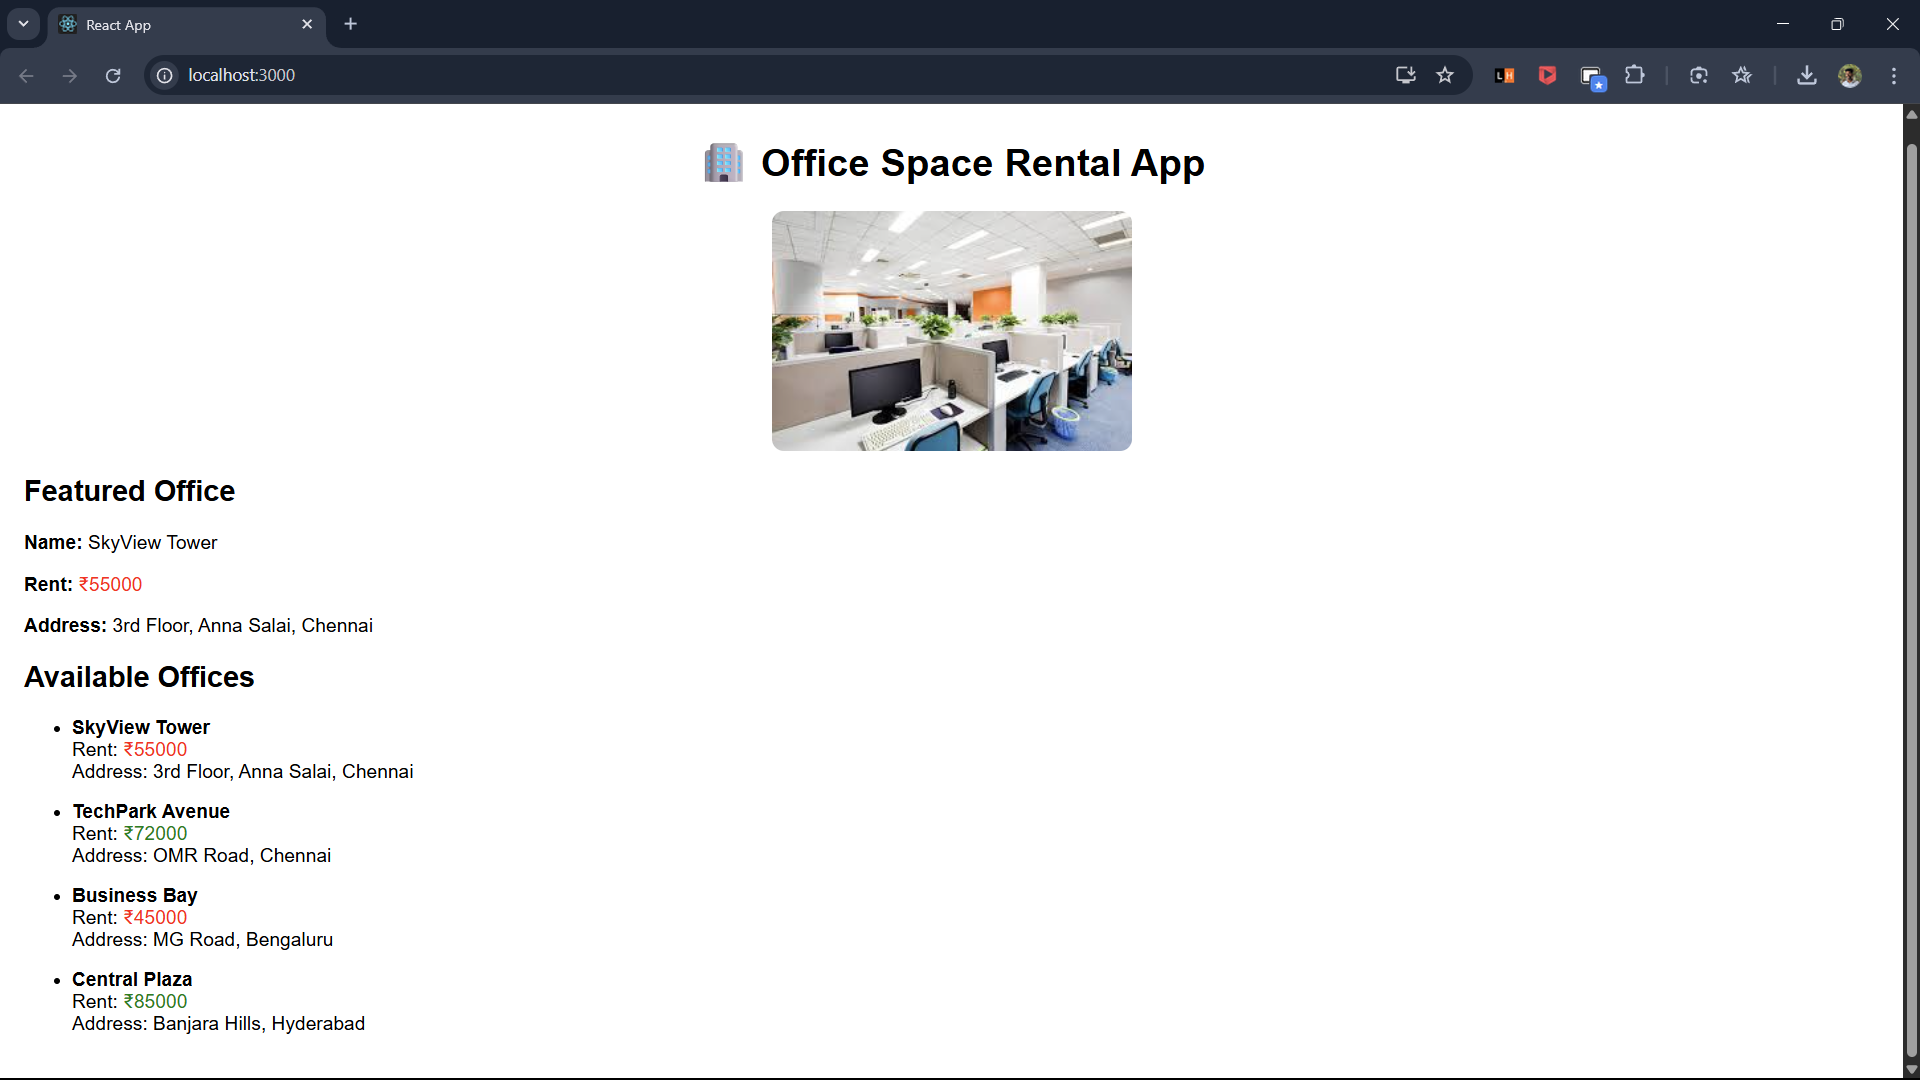 React App
localhost:3000
LH
Office Space Rental App
Featured Office
Name: SkyView Tower
Rent: ₹55000
Address: 3rd Floor, Anna Salai, Chennai
Available Offices
SkyView Tower
Rent: ₹55000
Address: 3rd Floor, Anna Salai, Chennai
TechPark Avenue
Rent: ₹72000
Address: OMR Road, Chennai
Business Bay
Rent: ₹45000
Address: MG Road, Bengaluru
Central Plaza
Rent: ₹85000
Address: Banjara Hills, Hyderabad